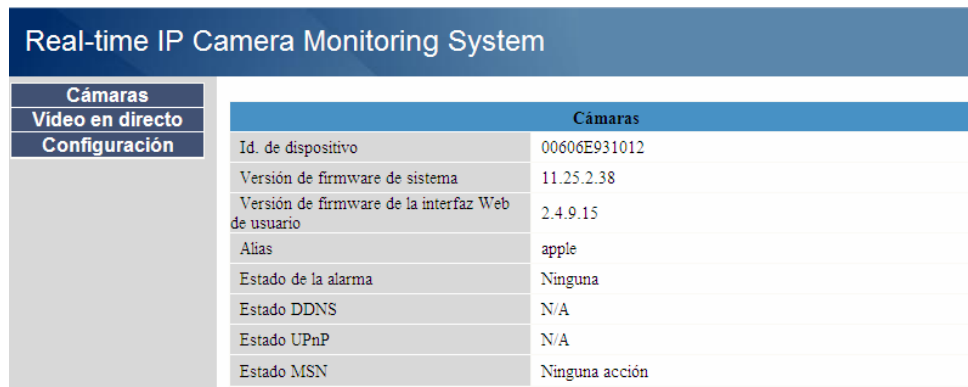 Real-time IP Camera Monitoring System
Cámaras
Vídeo en directo
Configuración
Cámaras
Id. de dispositivo 00606E931012
Versión de firmware de sistema 11.25.2.38
Versión de firmware de la interfaz Web
de usuario 2.4.9.15
Alias apple
Estado de la alarma Ninguna
Estado DDNS N/A
Estado UPnP N/A
Estado MSN Ninguna acción